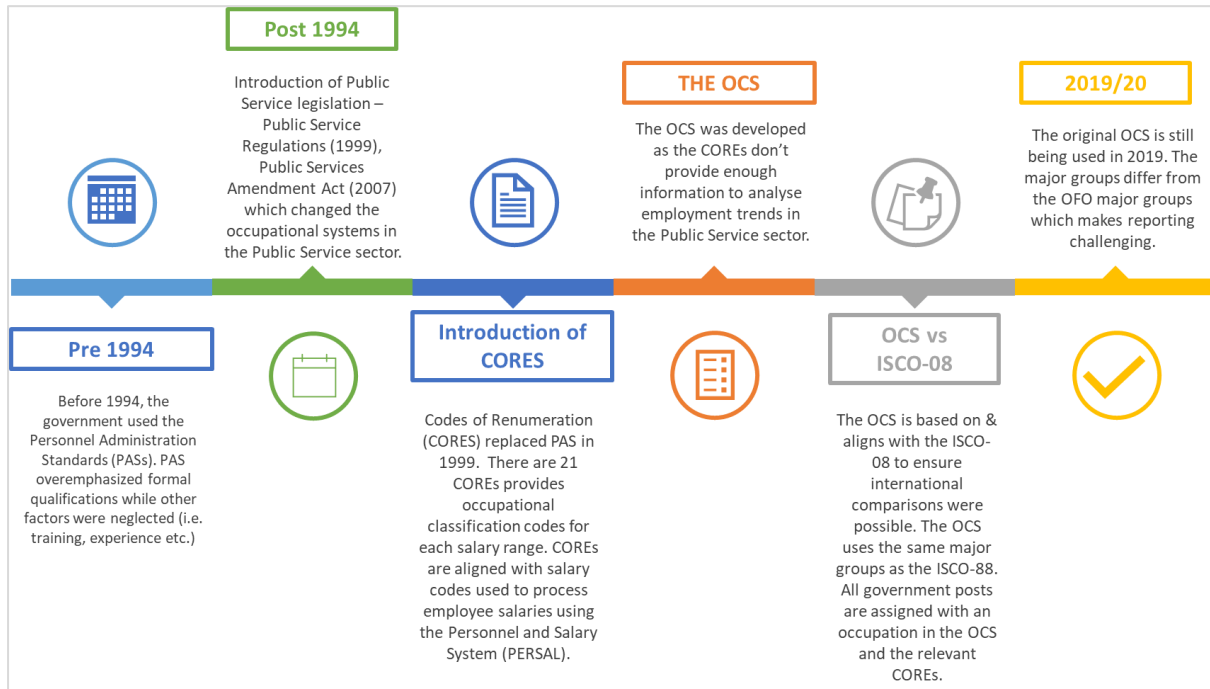 Pre 1994
Before 1994, the
government used the
Personnel Administration
Standards (PASs). PAS
overemphasized formal
qualifications while other
factors were neglected (i.e.
training, experience etc.)
Post 1994
Introduction of Public
Service legislation –
Public Service
Regulations (1999),
Public Services
Amendment Act (2007)
which changed the
occupational systems in
the Public Service sector.
Introduction of
CORES
Codes of Renumeration
(CORES) replaced PAS in
1999.  There are 21
COREs provides
occupational
classification codes for
each salary range. COREs
are aligned with salary
codes used to process
employee salaries using
the Personnel and Salary
System (PERSAL).
THE OCS
The OCS was developed
as the COREs don’t
provide enough
information to analyse
employment trends in
the Public Service sector.
OCS vs
ISCO-08
The OCS is based on &
aligns with the ISCO-
08 to ensure
international
comparisons were
possible. The OCS
uses the same major
groups as the ISCO-88.
All government posts
are assigned with an
occupation in the OCS
and the relevant
COREs.
2019/20
The original OCS is still
being used in 2019. The
major groups differ from
the OFO major groups
which makes reporting
challenging.